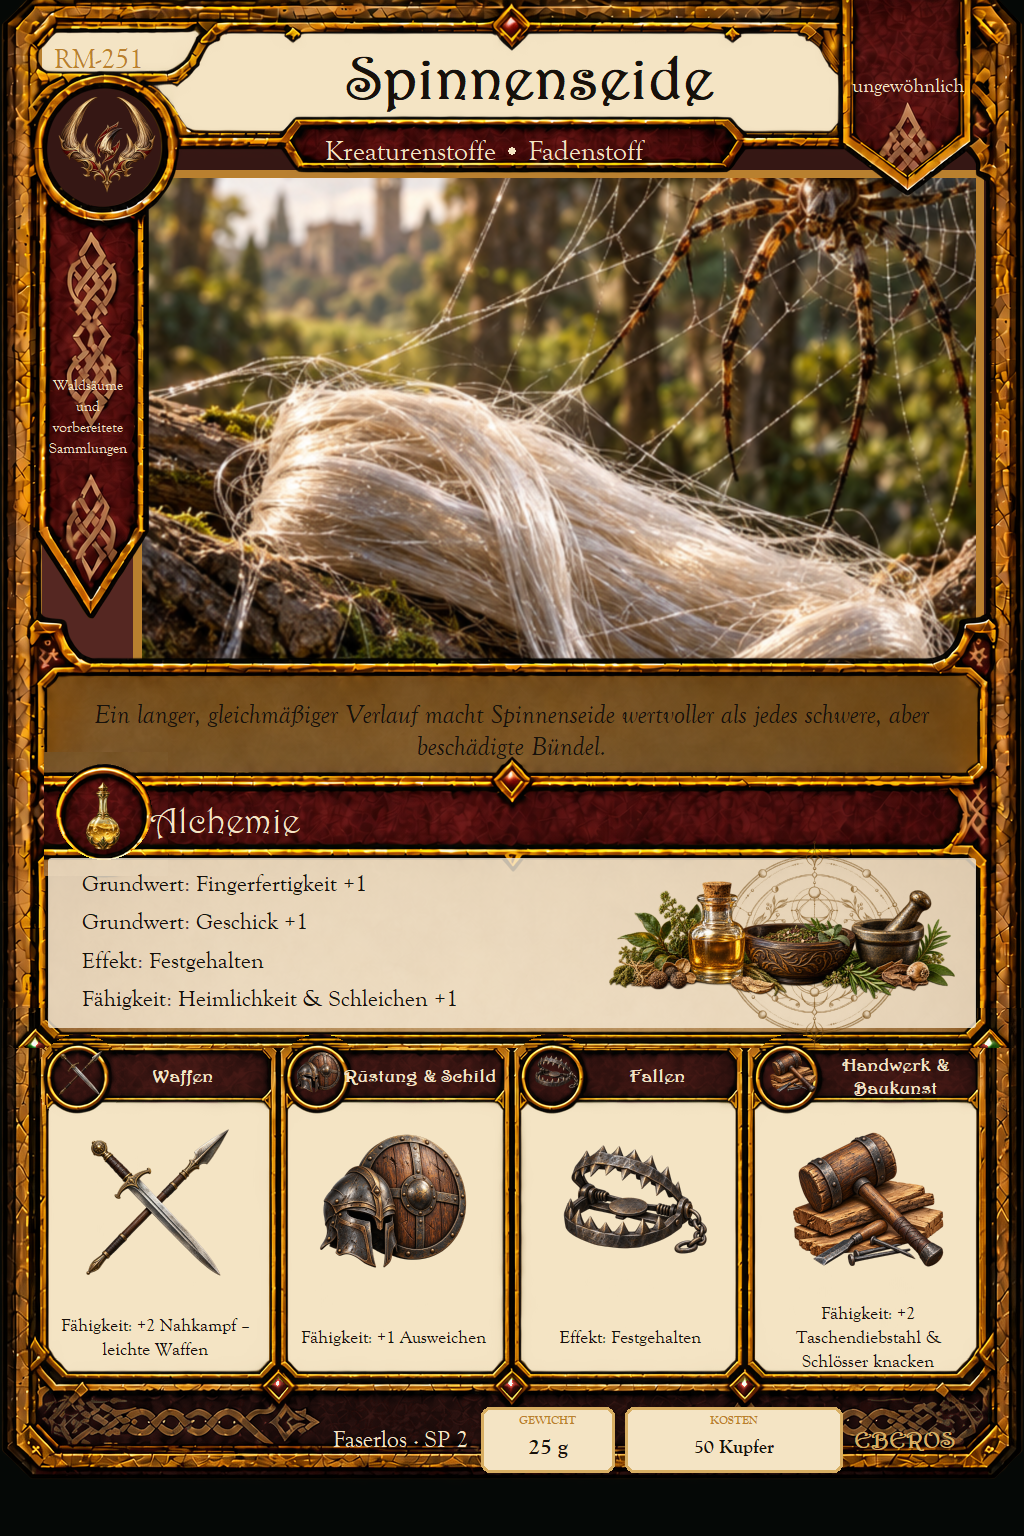 RM-251
Spinnenseide
ungewöhnlich
Kreaturenstoffe • Fadenstoff
Waldsäume
und
vorbereitete
Sammlungen
Ein langer, gleichmäßiger Verlauf macht Spinnenseide wertvoller als jedes schwere, aber
beschädigte Bündel.
Alchemie
Grundwert: Fingerfertigkeit +1
Grundwert: Geschick +1
Effekt: Festgehalten
Fähigkeit: Heimlichkeit & Schleichen +1
Waffen
Fähigkeit: +2 Nahkampf –
leichte Waffen
Rüstung & Schild
Fähigkeit: +1 Ausweichen
Fallen
Effekt: Festgehalten
Handwerk &
Baukunst
Fähigkeit: +2
Taschendiebstahl &
Schlösser knacken
Faserlos · SP 2
GEWICHT
25 g
KOSTEN
50 Kupfer
EBEROS